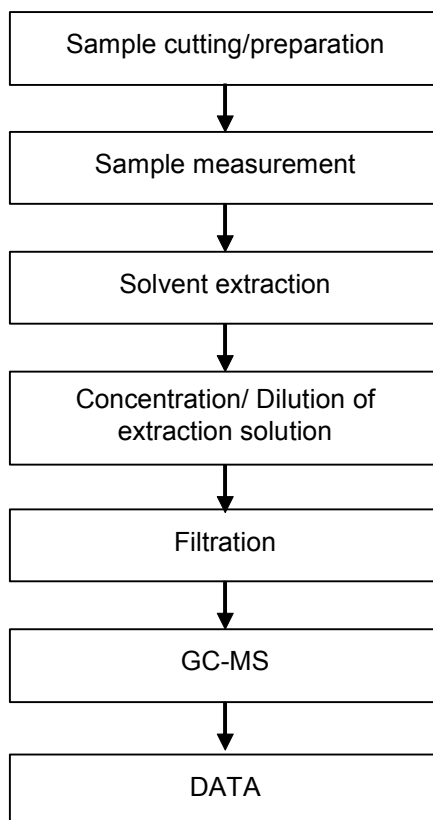 Sample cutting/preparation
Sample measurement
Solvent extraction
Concentration/ Dilution of
extraction solution
Filtration
GC-MS
DATA